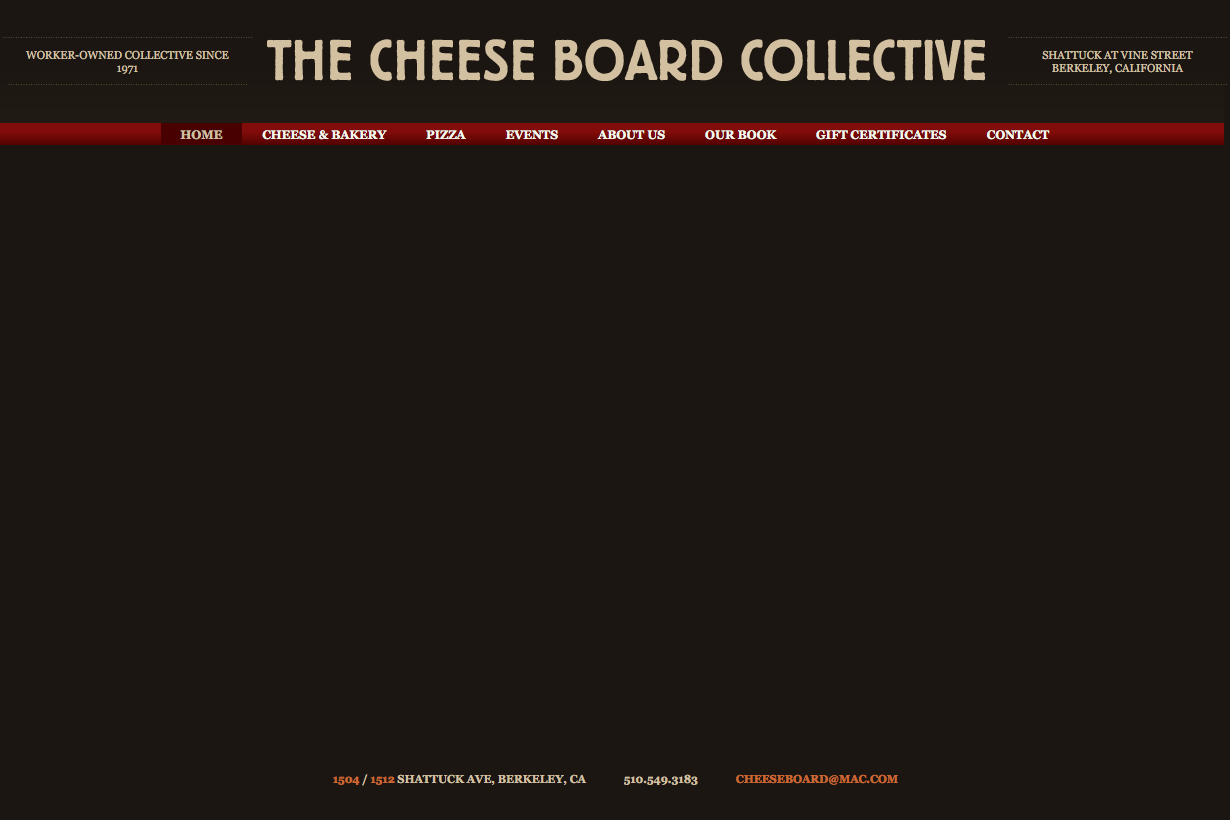 WORKER-OWNED COLLECTIVE SINCE
1971
THE CHEESE BOARD COLLECTIVE
SHATTUCK AT VINE STREET
BERKELEY, CALIFORNIA
HOME CHEESE & BAKERY PIZZA EVENTS ABOUT US OUR BOOK GIFT CERTIFICATES CONTACT
1504 / 1512 SHATTUCK AVE, BERKELEY, CA 510.549.3183 CHEESEBOARD@MAC.COM